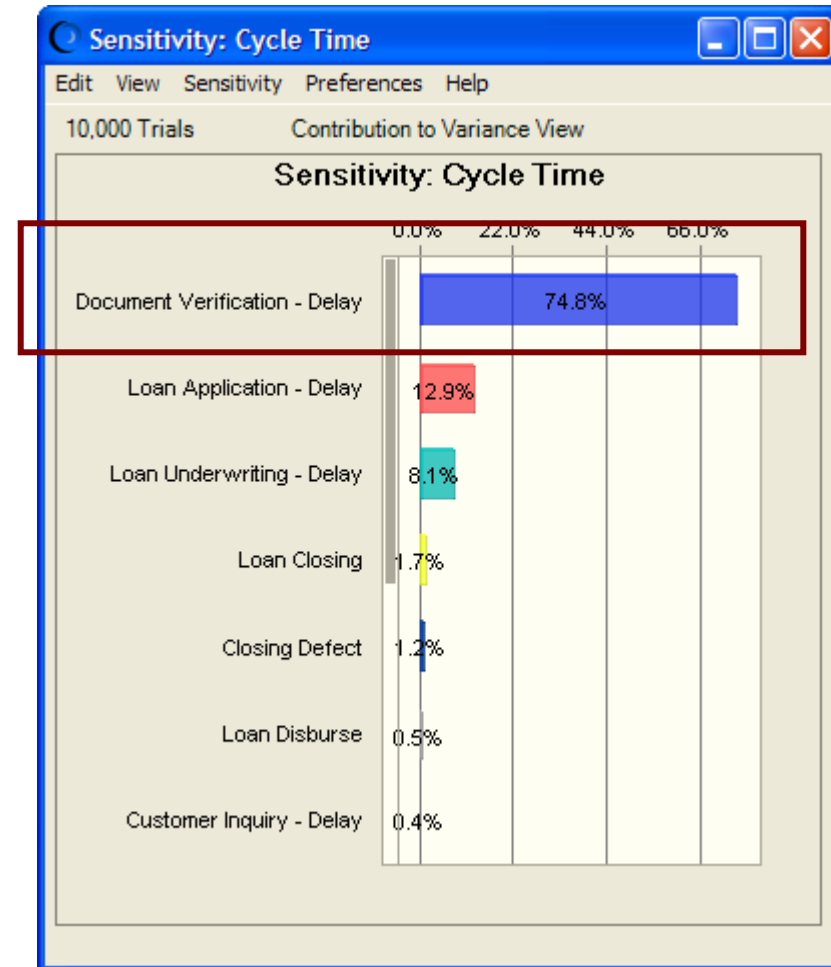 Sensitivity: Cycle Time
Edit View Sensitivity Preferences Help
10,000 Trials Contribution to Variance View
Sensitivity: Cycle Time
0.0% 22.0% 44.0% 66.0%
Document Verification - Delay 74.8%
Loan Application - Delay 12.9%
Loan Underwriting - Delay 8.1%
Loan Closing 1.7%
Closing Defect 1.2%
Loan Disburse 0.5%
Customer Inquiry - Delay 0.4%